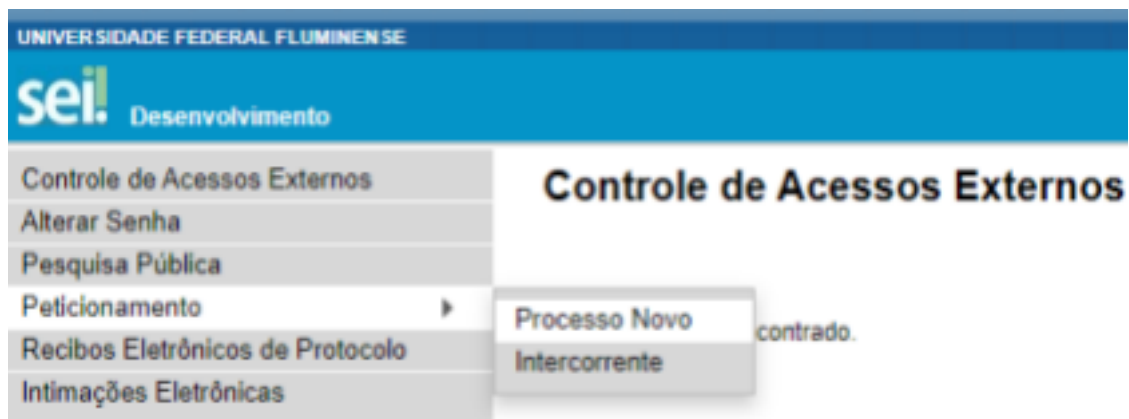 UNIVERSIDADE FEDERAL FLUMINENSE
sei!
Desenvolvimento
Controle de Acessos Externos
Alterar Senha
Pesquisa Pública
Peticionamento
Recibos Eletrônicos de Protocolo
Intimações Eletrônicas
Processo Novo
Intercorrente
Controle de Acessos Externos
contrado.